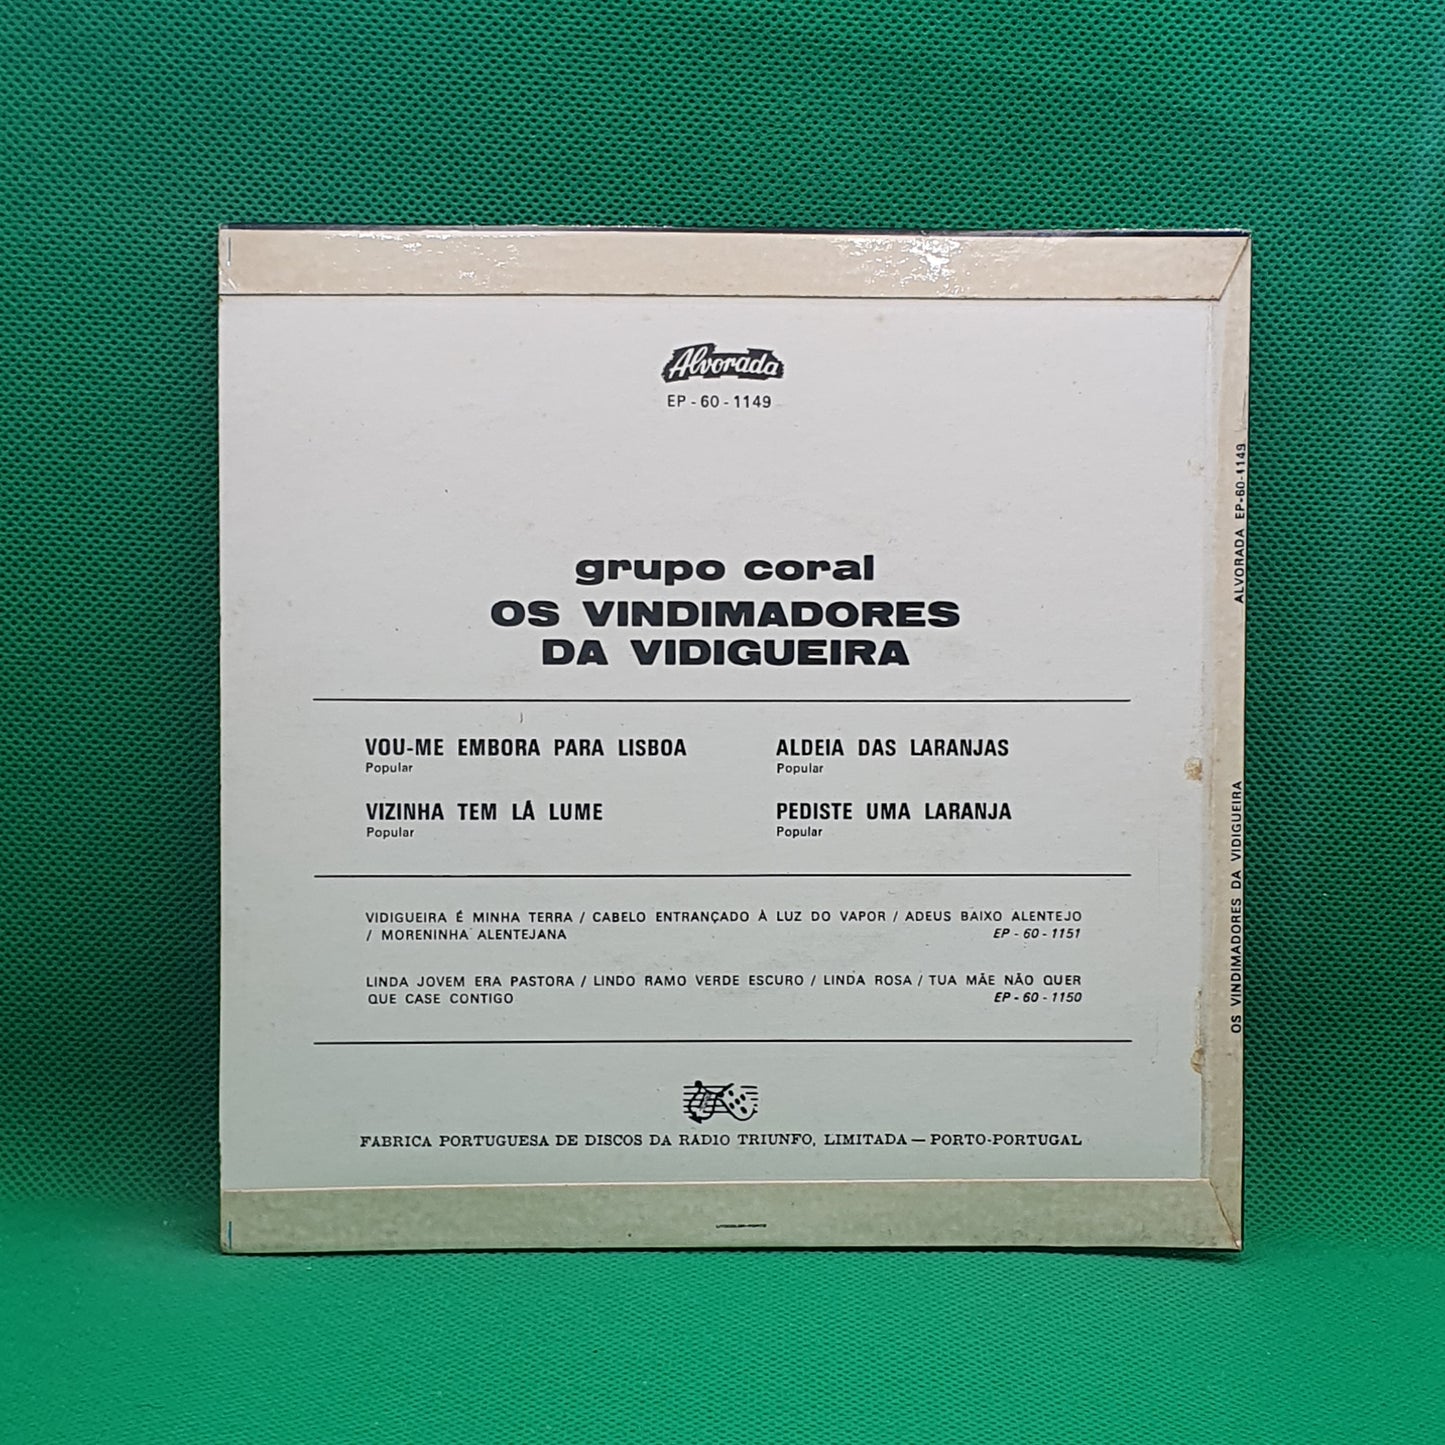 Alvorada
EP - 60 - 1149
grupo coral
OS VINDIMADORES
DA VIDIGUEIRA
VOU-ME EMBORA PARA LISBOA
Popular
VIZINHA TEM LÁ LUME
Popular
ALDEIA DAS LARANJAS
Popular
PEDISTE UMA LARANJA
Popular
VIDIGUEIRA É MINHA TERRA / CABELO ENTRANÇADO À LUZ DO VAPOR / ADEUS BAIXO ALENTEJO
/ MORENINHA ALENTEJANA EP - 60 - 1151
LINDA JOVEM ERA PASTORA / LINDO RAMO VERDE ESCURO / LINDA ROSA / TUA MÃE NÃO QUER
QUE CASE CONTIGO EP - 60 - 1150
FÁBRICA PORTUGUESA DE DISCOS DA RÁDIO TRIUNFO, LIMITADA — PORTO-PORTUGAL
OS VINDIMADORES DA VIDIGUEIRA
ALVORADA EP-60-1149